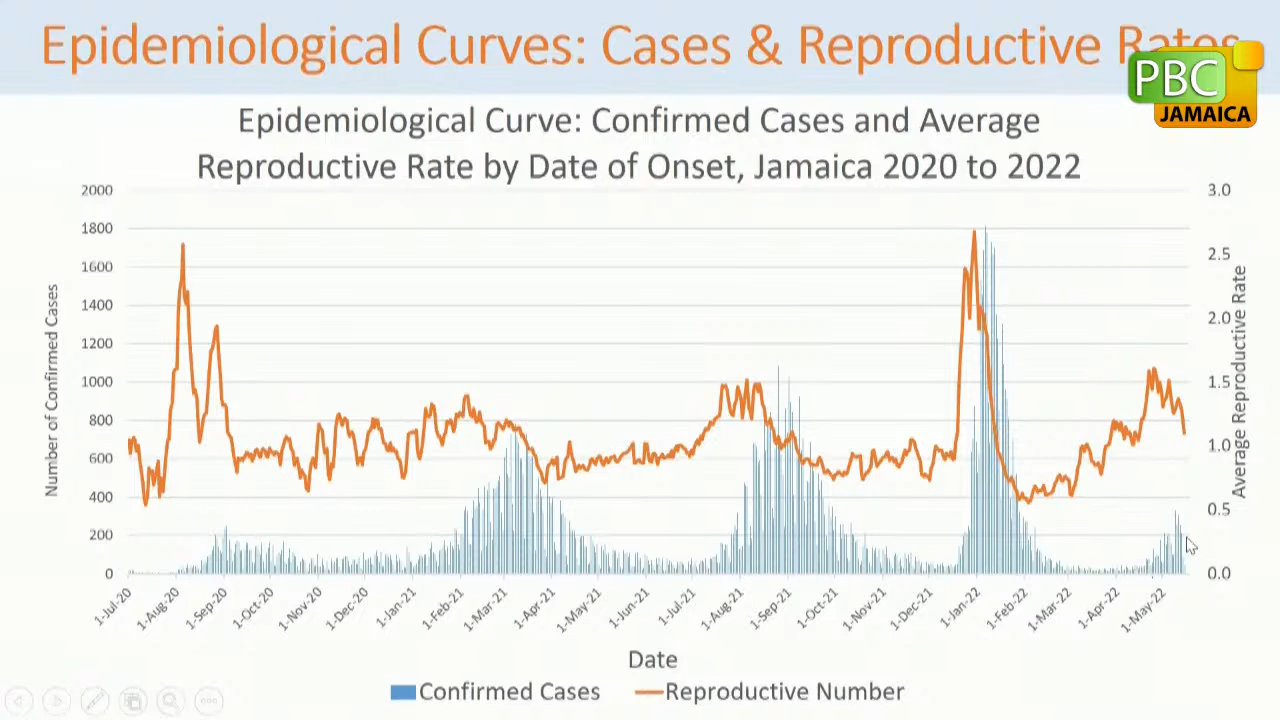 Epidemiological Curves: Cases & Reproductive Rates
PBC
JAMAICA
Epidemiological Curve: Confirmed Cases and Average
Reproductive Rate by Date of Onset, Jamaica 2020 to 2022
Number of Confirmed Cases
2000
1800
1600
1400
1200
1000
800
600
400
200
0
3.0
2.5
2.0
1.5
1.0
0.5
0.0
Average Reproductive Rate
1-Jul-20
1-Aug-20
1-Sep-20
1-Oct-20
1-Nov-20
1-Dec-20
1-Jan-21
1-Feb-21
1-Mar-21
1-Apr-21
1-May-21
1-Jun-21
1-Jul-21
1-Aug-21
1-Sep-21
1-Oct-21
1-Nov-21
1-Dec-21
1-Jan-22
1-Feb-22
1-Mar-22
1-Apr-22
1-May-22
Date
Confirmed Cases
Reproductive Number